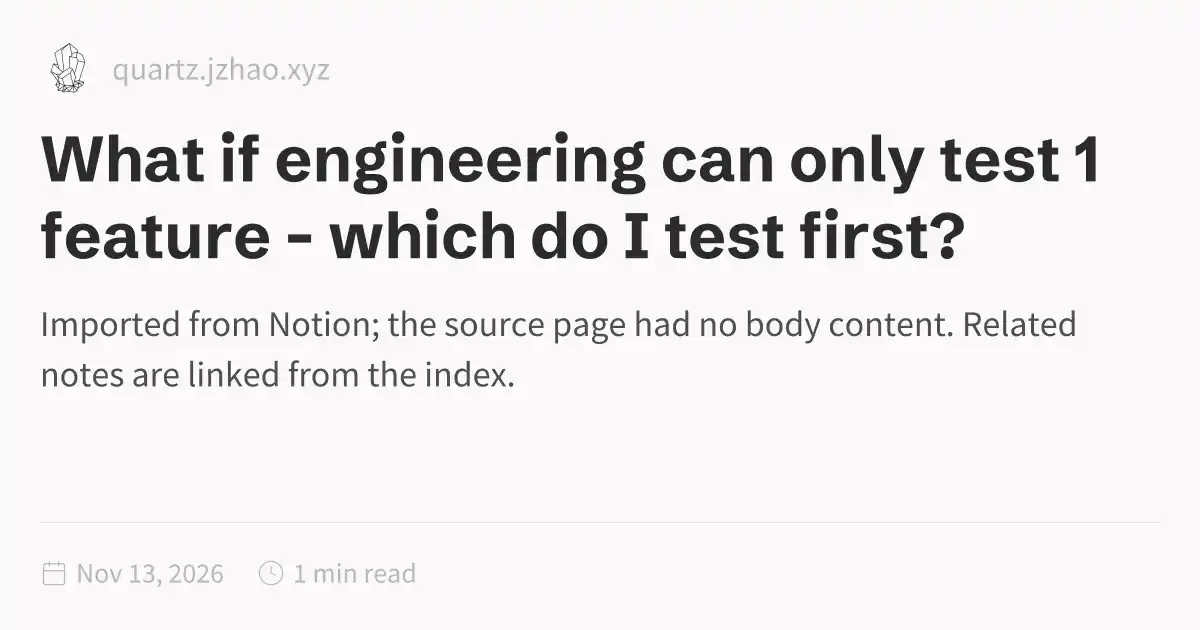 quartz.jzhao.xyz
What if engineering can only test 1
feature – which do I test first?
Imported from Notion; the source page had no body content. Related
notes are linked from the index.
Nov 13, 2026 1 min read